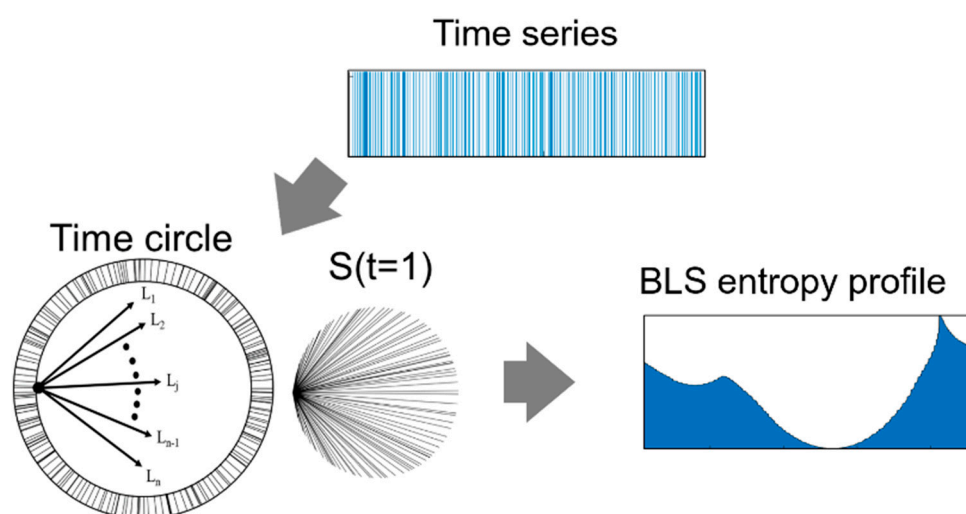 Time series
Time circle
S(t=1)
BLS entropy profile
L1
L2
Lj
Ln-1
Ln